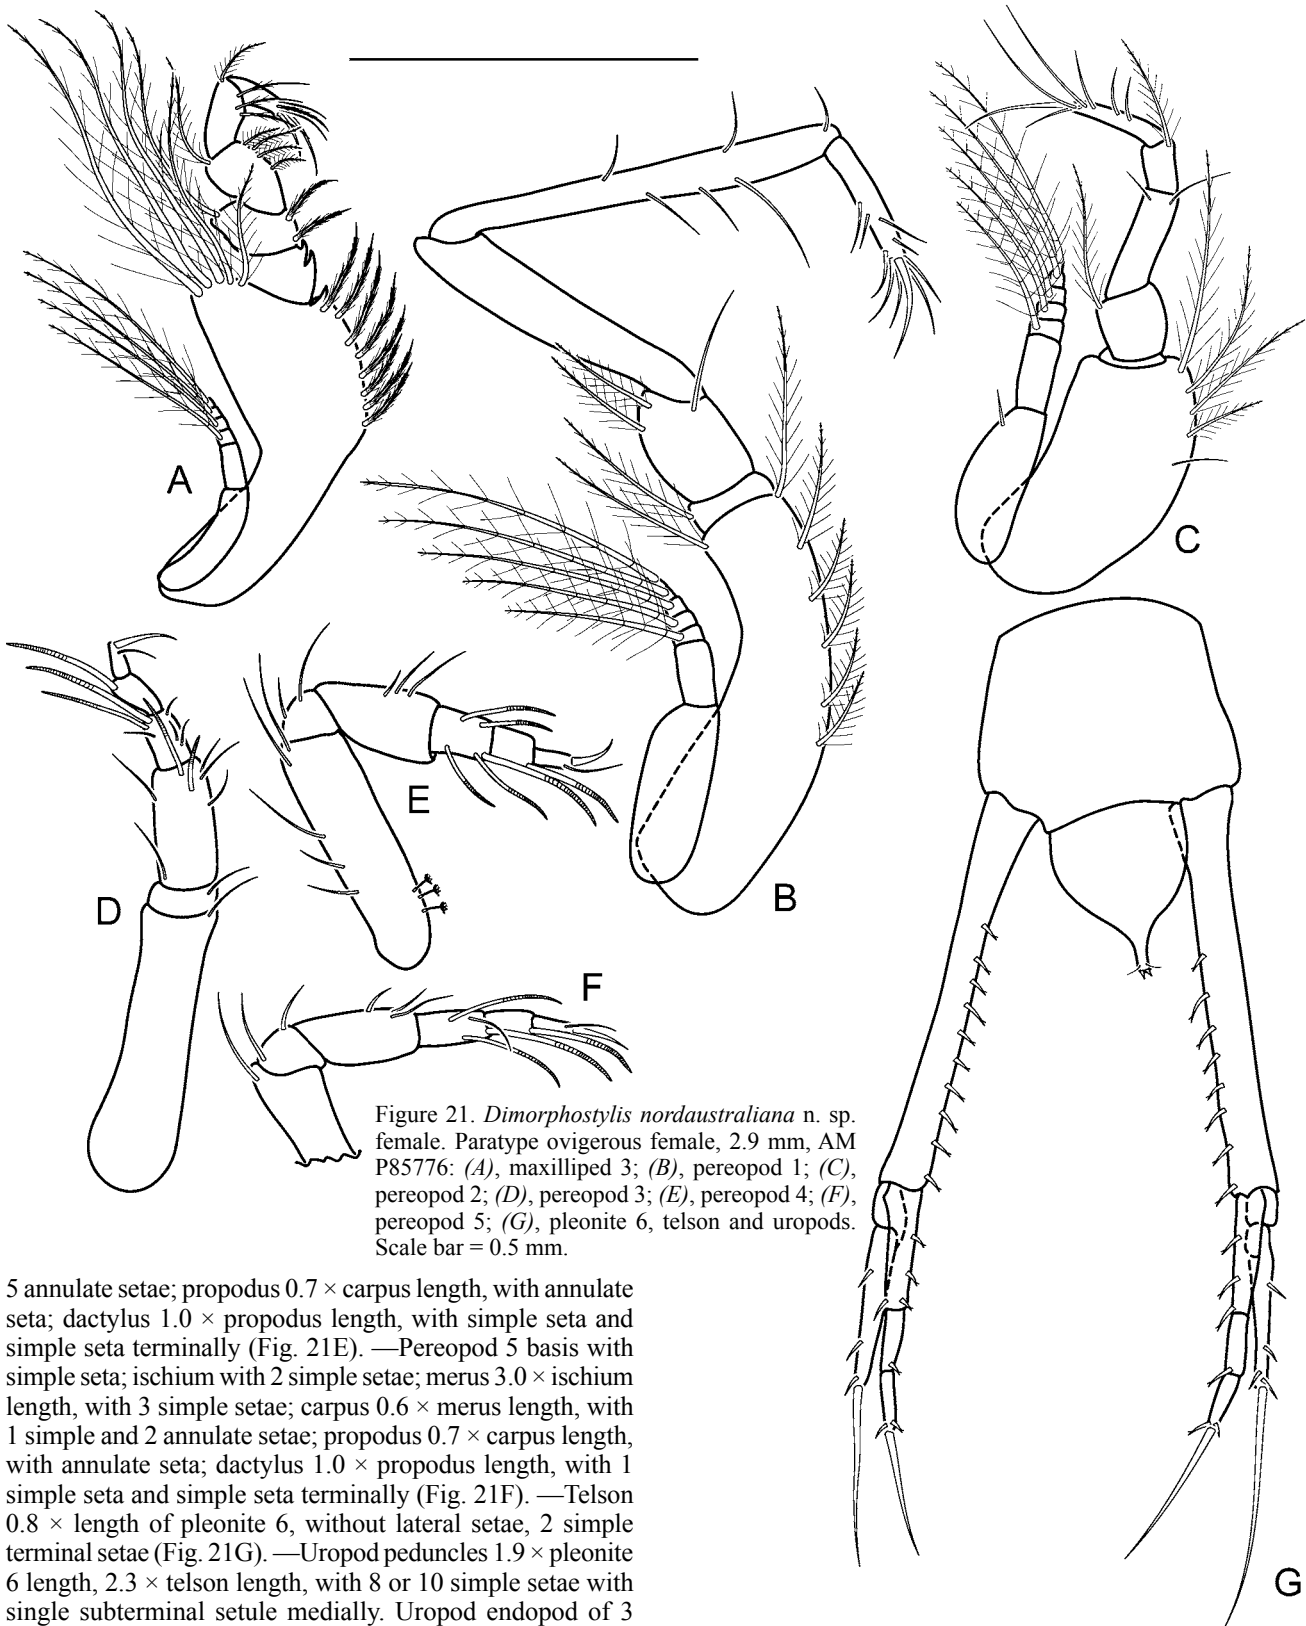 A
B
C
D
E
F
G
Figure 21. Dimorphostylis nordaustraliana n. sp.
female. Paratype ovigerous female, 2.9 mm, AM
P85776: (A), maxilliped 3; (B), pereopod 1; (C),
pereopod 2; (D), pereopod 3; (E), pereopod 4; (F),
pereopod 5; (G), pleonite 6, telson and uropods.
Scale bar = 0.5 mm.
5 annulate setae; propodus 0.7 × carpus length, with annulate
seta; dactylus 1.0 × propodus length, with simple seta and
simple seta terminally (Fig. 21E). —Pereopod 5 basis with
simple seta; ischium with 2 simple setae; merus 3.0 × ischium
length, with 3 simple setae; carpus 0.6 × merus length, with
1 simple and 2 annulate setae; propodus 0.7 × carpus length,
with annulate seta; dactylus 1.0 × propodus length, with 1
simple seta and simple seta terminally (Fig. 21F). —Telson
0.8 × length of pleonite 6, without lateral setae, 2 simple
terminal setae (Fig. 21G). —Uropod peduncles 1.9 × pleonite
6 length, 2.3 × telson length, with 8 or 10 simple setae with
single subterminal setule medially. Uropod endopod of 3